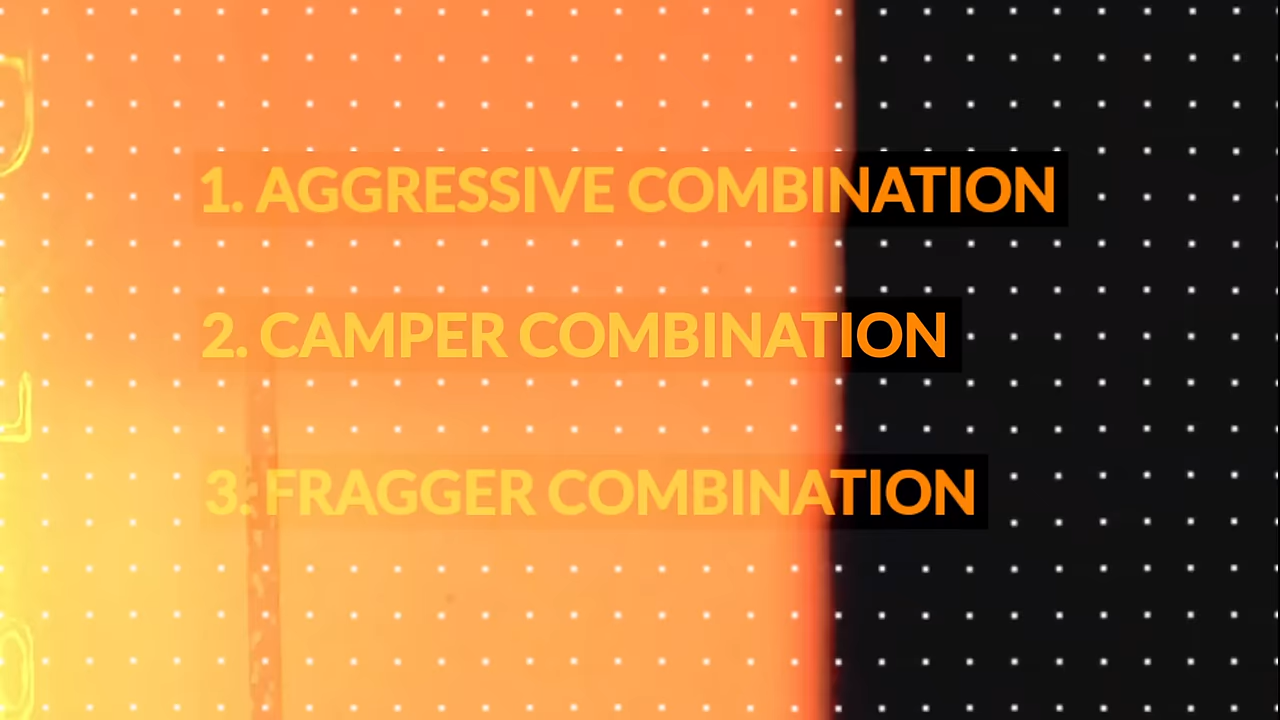 1. AGGRESSIVE COMBINATION
2. CAMPER COMBINATION
3. FRAGGER COMBINATION